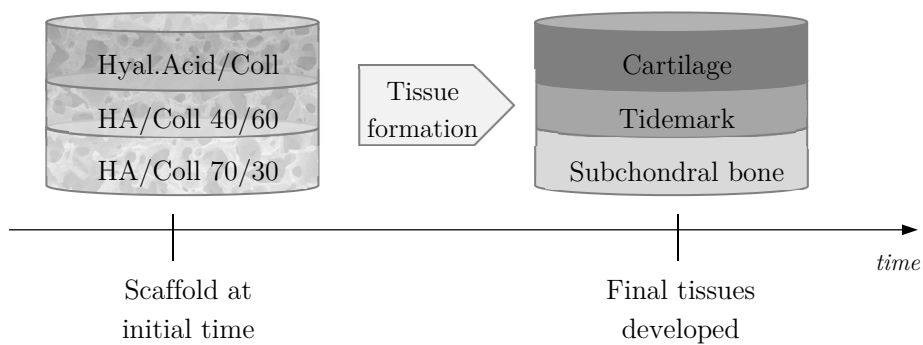 Hyal.Acid/Coll
HA/Coll 40/60
HA/Coll 70/30
Tissue
formation
Cartilage
Tidemark
Subchondral bone
time
Scaffold at
initial time
Final tissues
developed